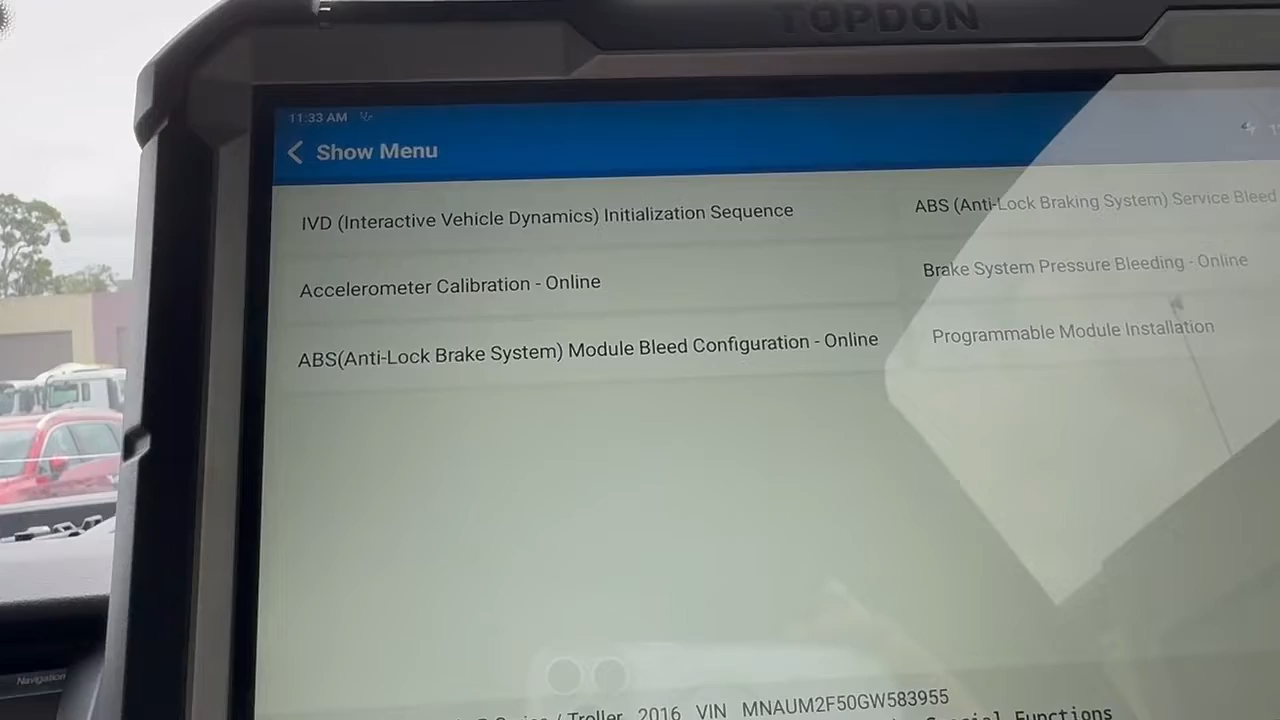 TOPDON
11:33 AM
Show Menu
IVD (Interactive Vehicle Dynamics) Initialization Sequence
ABS (Anti-Lock Braking System) Service Bleed
Accelerometer Calibration - Online
Brake System Pressure Bleeding - Online
ABS(Anti-Lock Brake System) Module Bleed Configuration - Online
Programmable Module Installation
Navigation
/ Troller 2016 VIN MNAUM2F50GW583955
Special Functions